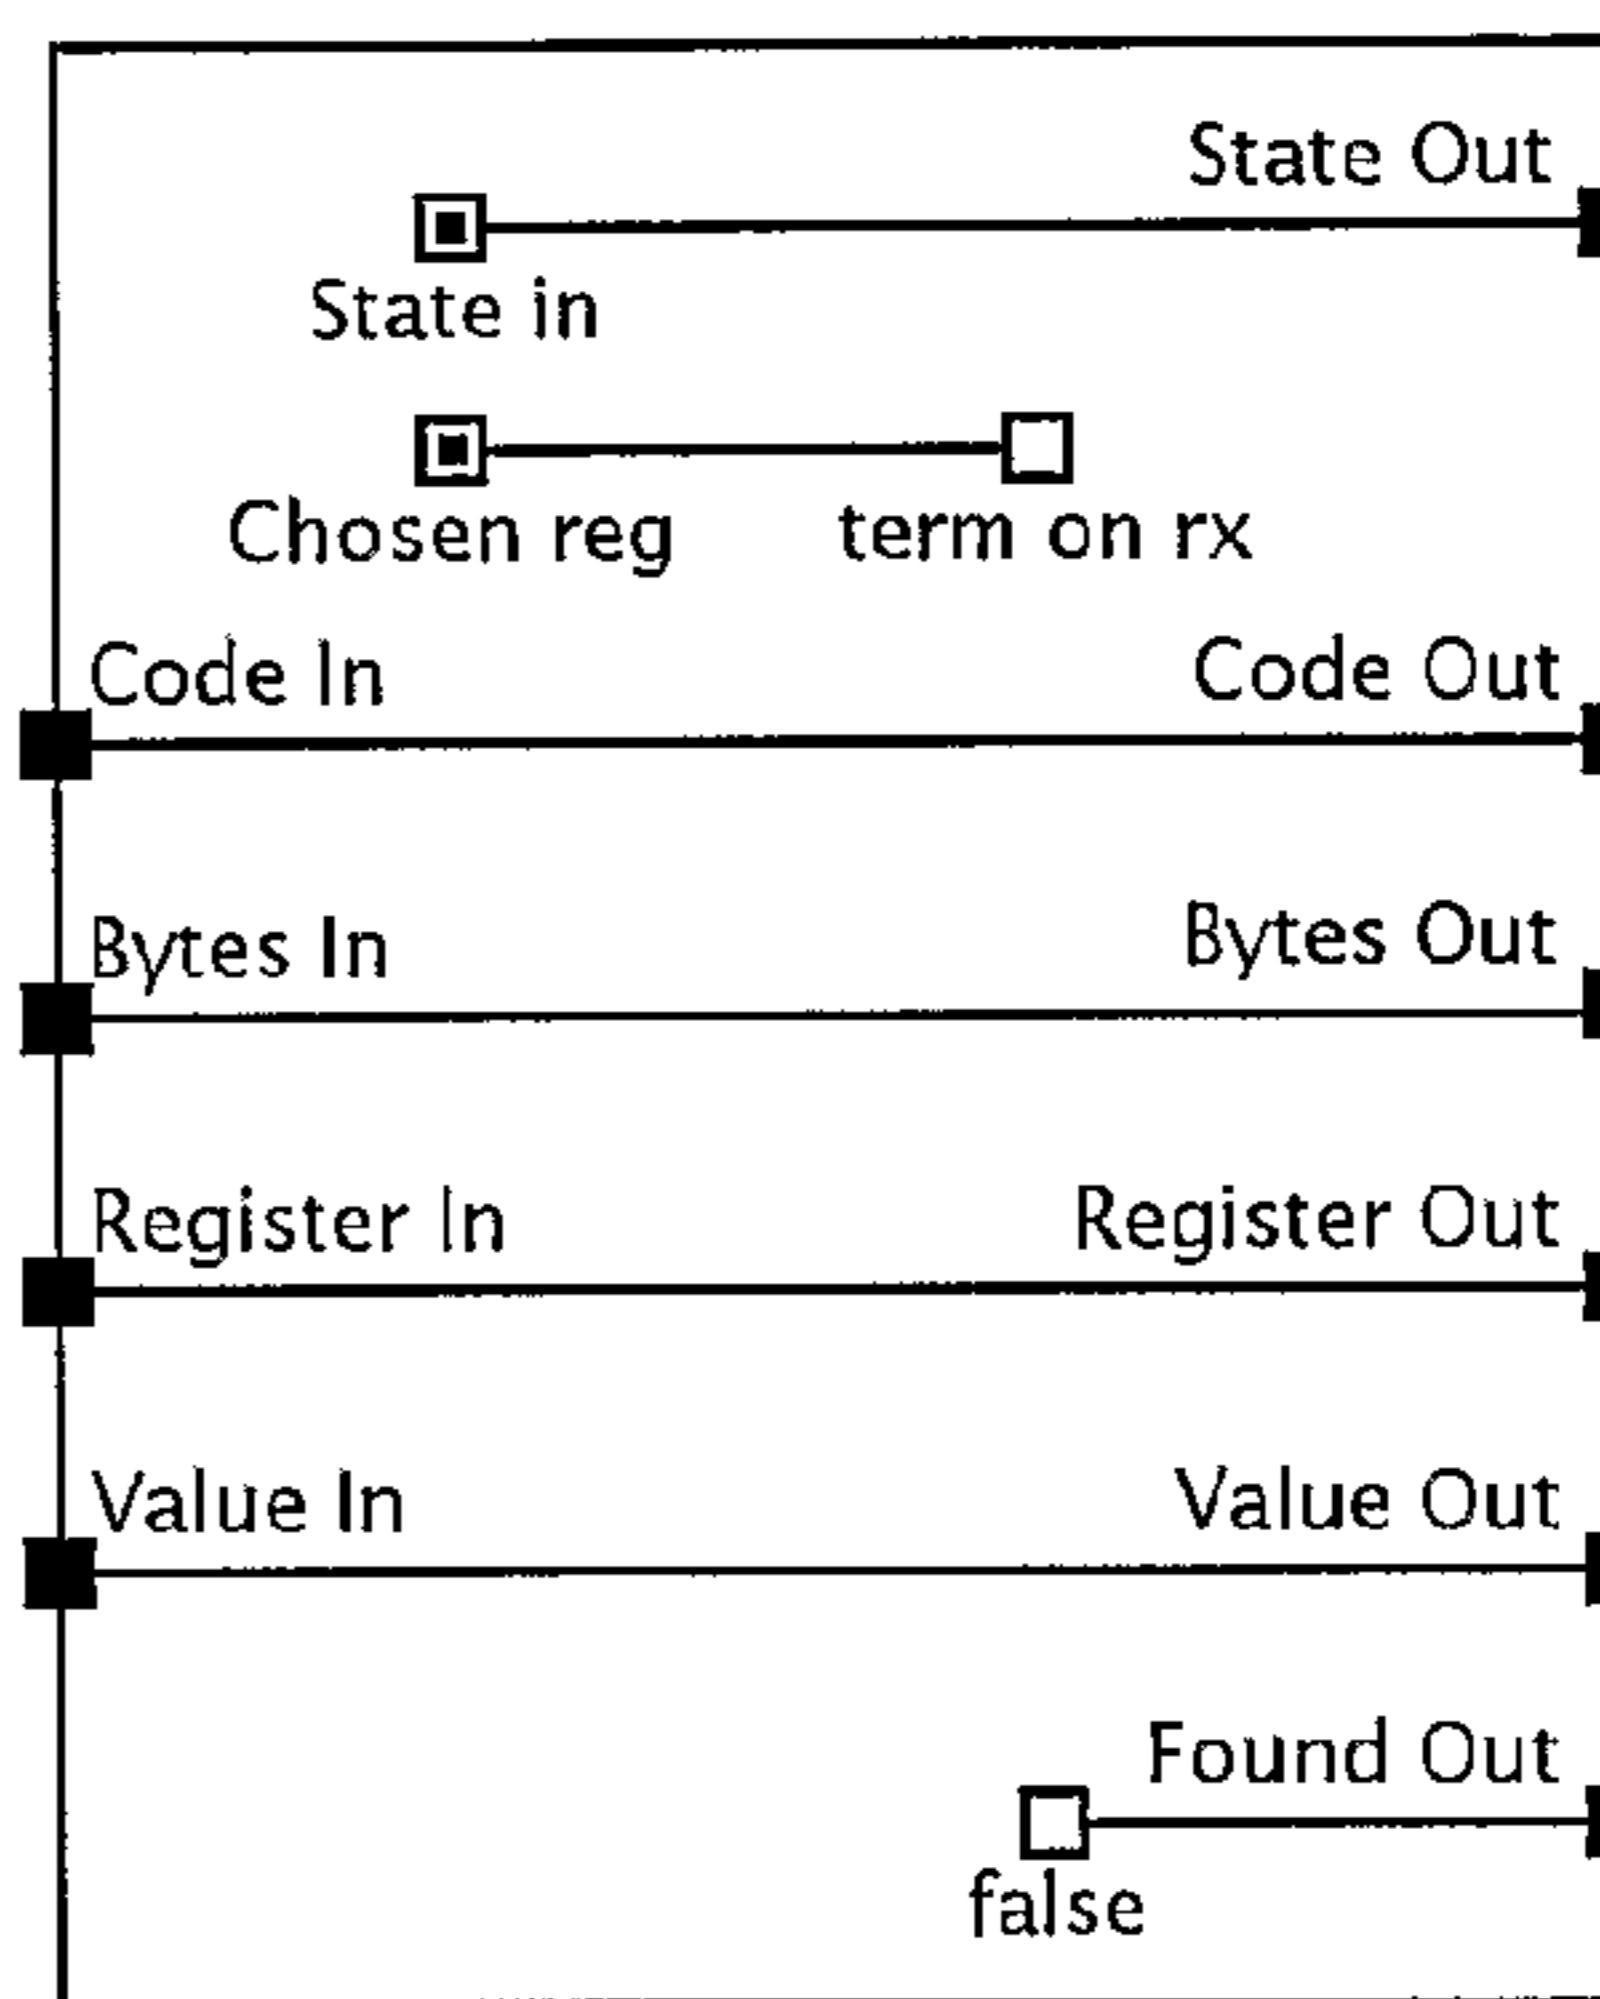 State Out
State in
Chosen reg term on rx
Code In Code Out
Bytes In Bytes Out
Register In Register Out
Value In Value Out
Found Out
false